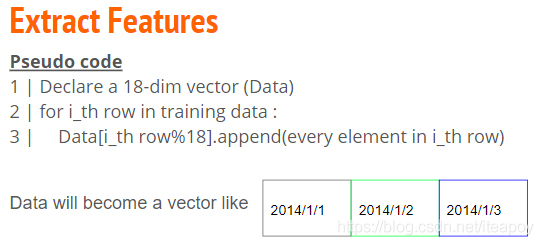 Extract Features
Pseudo code
1 | Declare a 18-dim vector (Data)
2 | for i_th row in training data :
3 | Data[i_th row%18].append(every element in i_th row)
Data will become a vector like 2014/1/1 2014/1/2 2014/1/3
https://blog.csdn.net/iteapoy